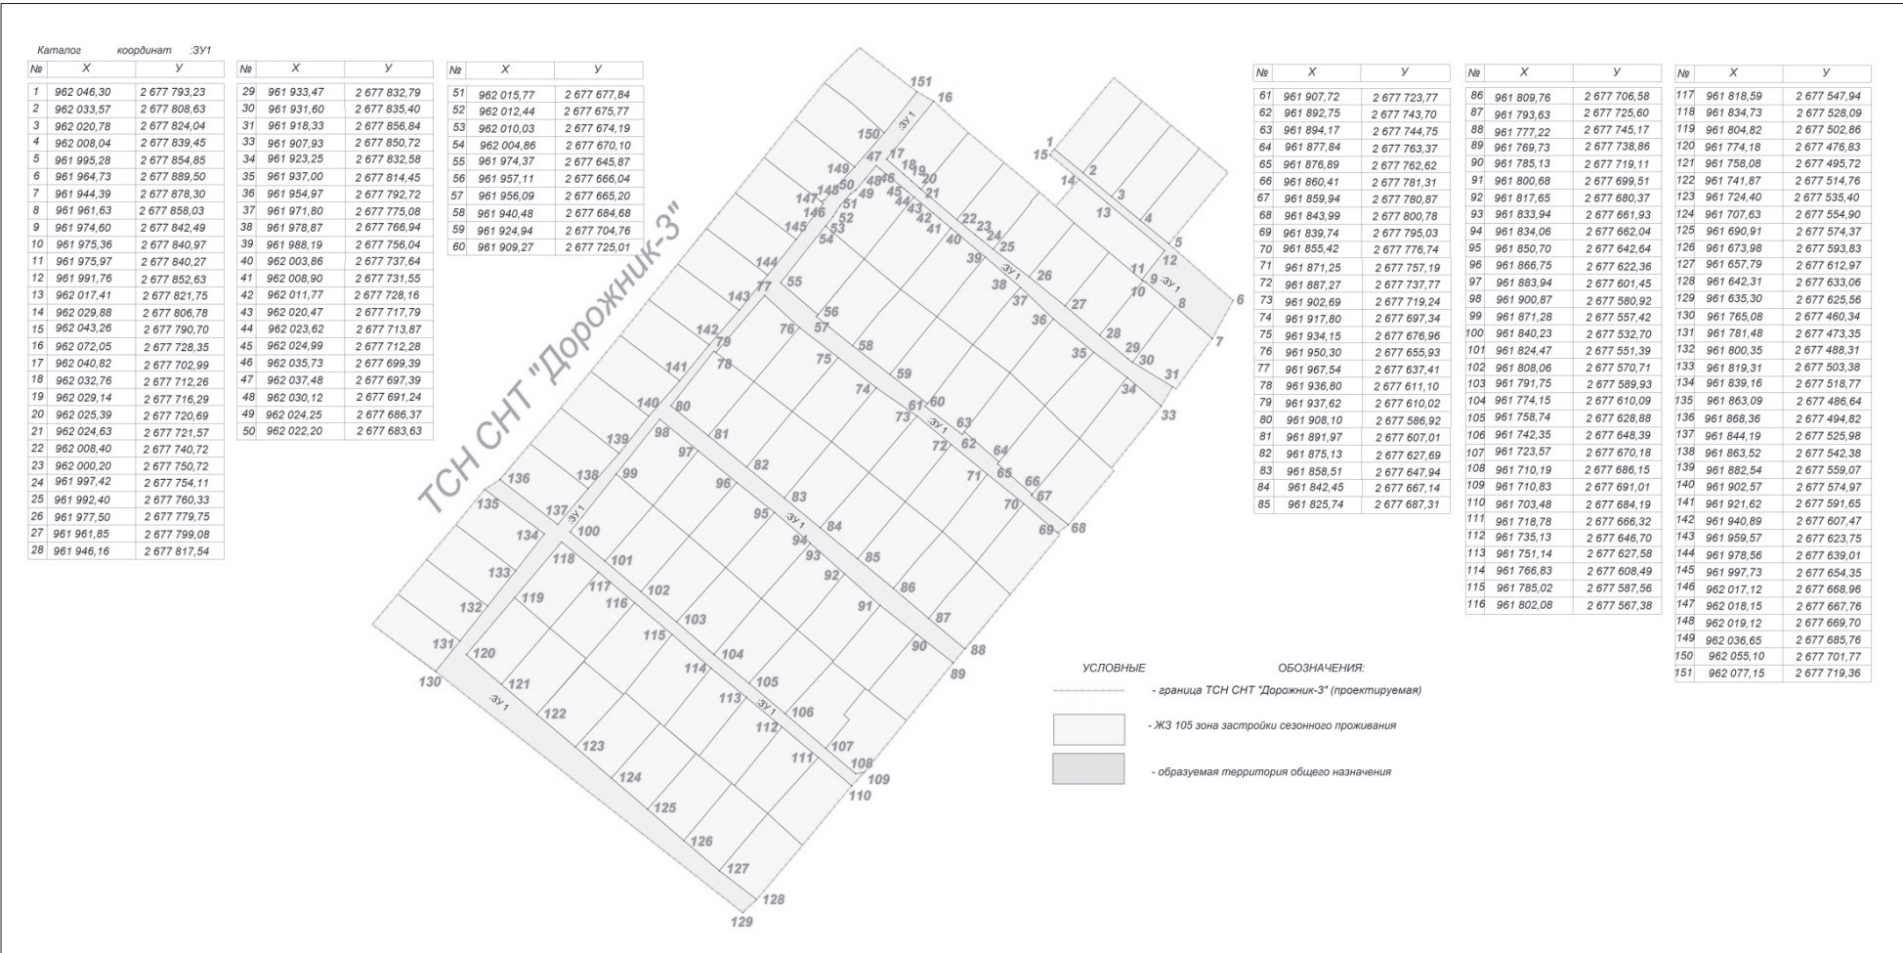 Каталог координат :ЗУ1
№ X У
1 962 046,30 2 677 793,23
2 962 033,57 2 677 808,63
3 962 020,78 2 677 824,04
4 962 008,04 2 677 839,45
5 961 995,28 2 677 854,85
6 961 964,73 2 677 889,50
7 961 944,39 2 677 878,30
8 961 961,63 2 677 858,03
9 961 974,60 2 677 842,49
10 961 975,36 2 677 840,97
11 961 975,97 2 677 840,27
12 961 991,76 2 677 852,63
13 962 017,41 2 677 821,75
14 962 029,88 2 677 806,78
15 962 043,26 2 677 790,70
16 962 072,05 2 677 728,35
17 962 040,82 2 677 702,99
18 962 032,76 2 677 712,26
19 962 029,14 2 677 716,29
20 962 025,39 2 677 720,69
21 962 024,63 2 677 721,57
22 962 008,40 2 677 740,72
23 962 000,20 2 677 750,72
24 961 997,42 2 677 754,11
25 961 992,40 2 677 760,33
26 961 977,50 2 677 779,75
27 961 961,85 2 677 799,08
28 961 946,16 2 677 817,54
№ X У
29 961 933,47 2 677 832,79
30 961 931,60 2 677 835,40
31 961 918,33 2 677 856,84
33 961 907,93 2 677 850,72
34 961 923,25 2 677 832,58
35 961 937,00 2 677 814,45
36 961 954,97 2 677 792,72
37 961 971,80 2 677 775,08
38 961 978,87 2 677 766,94
39 961 988,19 2 677 756,04
40 962 003,86 2 677 737,64
41 962 008,90 2 677 731,55
42 962 011,77 2 677 728,16
43 962 020,47 2 677 717,79
44 962 023,62 2 677 713,87
45 962 024,99 2 677 712,28
46 962 035,73 2 677 699,39
47 962 037,48 2 677 697,39
48 962 030,12 2 677 691,24
49 962 024,25 2 677 686,37
50 962 022,20 2 677 683,63
№ X У
51 962 015,77 2 677 677,84
52 962 012,44 2 677 675,77
53 962 010,03 2 677 674,19
54 962 004,86 2 677 670,10
55 961 974,37 2 677 645,87
56 961 957,11 2 677 666,04
57 961 956,09 2 677 665,20
58 961 940,48 2 677 684,68
59 961 924,94 2 677 704,76
60 961 909,27 2 677 725,01
ТСН СНТ "Дорожник-3"
№ X У
61 961 907,72 2 677 723,77
62 961 892,75 2 677 743,70
63 961 894,17 2 677 744,75
64 961 877,84 2 677 763,37
65 961 876,89 2 677 762,62
66 961 860,41 2 677 781,31
67 961 859,94 2 677 780,87
68 961 843,99 2 677 800,78
69 961 839,74 2 677 795,03
70 961 855,42 2 677 776,74
71 961 871,25 2 677 757,19
72 961 887,27 2 677 737,77
73 961 902,69 2 677 719,24
74 961 917,80 2 677 697,34
75 961 934,15 2 677 676,96
76 961 950,30 2 677 655,93
77 961 967,54 2 677 637,41
78 961 936,80 2 677 611,10
79 961 937,62 2 677 610,02
80 961 908,10 2 677 586,92
81 961 891,97 2 677 607,01
82 961 875,13 2 677 627,69
83 961 858,51 2 677 647,94
84 961 842,45 2 677 667,14
85 961 825,74 2 677 687,31
№ X У
86 961 809,76 2 677 706,58
87 961 793,63 2 677 725,60
88 961 777,22 2 677 745,17
89 961 769,73 2 677 738,86
90 961 785,13 2 677 719,11
91 961 800,68 2 677 699,51
92 961 817,65 2 677 680,37
93 961 833,94 2 677 661,93
94 961 834,06 2 677 662,04
95 961 850,70 2 677 642,64
96 961 866,75 2 677 622,36
97 961 883,94 2 677 601,45
98 961 900,87 2 677 580,92
99 961 871,28 2 677 557,42
100 961 840,23 2 677 532,70
101 961 824,47 2 677 551,39
102 961 808,06 2 677 570,71
103 961 791,75 2 677 589,93
104 961 774,15 2 677 610,09
105 961 758,74 2 677 628,88
106 961 742,35 2 677 648,39
107 961 723,57 2 677 670,18
108 961 710,19 2 677 686,15
109 961 710,83 2 677 691,01
110 961 703,48 2 677 684,19
111 961 718,78 2 677 666,32
112 961 735,13 2 677 646,70
113 961 751,14 2 677 627,58
114 961 766,83 2 677 608,49
115 961 785,02 2 677 587,56
116 961 802,08 2 677 567,38
№ X У
117 961 818,59 2 677 547,94
118 961 834,73 2 677 528,09
119 961 804,82 2 677 502,86
120 961 774,18 2 677 476,83
121 961 758,08 2 677 495,72
122 961 741,87 2 677 514,76
123 961 724,40 2 677 535,40
124 961 707,63 2 677 554,90
125 961 690,91 2 677 574,37
126 961 673,98 2 677 593,83
127 961 657,79 2 677 612,97
128 961 642,31 2 677 633,06
129 961 635,30 2 677 625,56
130 961 765,08 2 677 460,34
131 961 781,48 2 677 473,35
132 961 800,35 2 677 488,31
133 961 819,31 2 677 503,38
134 961 839,16 2 677 518,77
135 961 863,09 2 677 486,64
136 961 868,36 2 677 494,82
137 961 844,19 2 677 525,98
138 961 863,52 2 677 542,38
139 961 882,54 2 677 559,07
140 961 902,57 2 677 574,97
141 961 921,62 2 677 591,65
142 961 940,89 2 677 607,47
143 961 959,57 2 677 623,75
144 961 978,56 2 677 639,01
145 961 997,73 2 677 654,35
146 962 017,12 2 677 668,96
147 962 018,15 2 677 667,76
148 962 019,12 2 677 669,70
149 962 036,65 2 677 685,76
150 962 055,10 2 677 701,77
151 962 077,15 2 677 719,36
УСЛОВНЫЕ ОБОЗНАЧЕНИЯ:
- граница ТСН СНТ "Дорожник-3" (проектируемая)
- ЖЗ 105 зона застройки сезонного проживания
- образуемая территория общего назначения